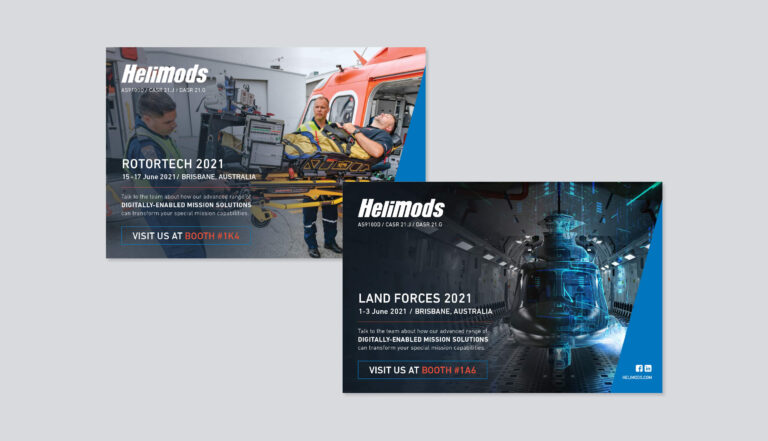 HeliMods
AS9100D / CASR 21.J / DASR 21.G
ROTORTECH 2021
15-17 June 2021 / BRISBANE, AUSTRALIA
Talk to the team about how our advanced range of
DIGITALLY-ENABLED MISSION SOLUTIONS
can transform your special mission capabilities.
VISIT US AT BOOTH #1K4
HeliMods
AS9100D / CASR 21.J / DASR 21.G
LAND FORCES 2021
1-3 June 2021 / BRISBANE, AUSTRALIA
Talk to the team about how our advanced range of
DIGITALLY-ENABLED MISSION SOLUTIONS
can transform your special mission capabilities.
VISIT US AT BOOTH #1A6
HELIMODS.COM